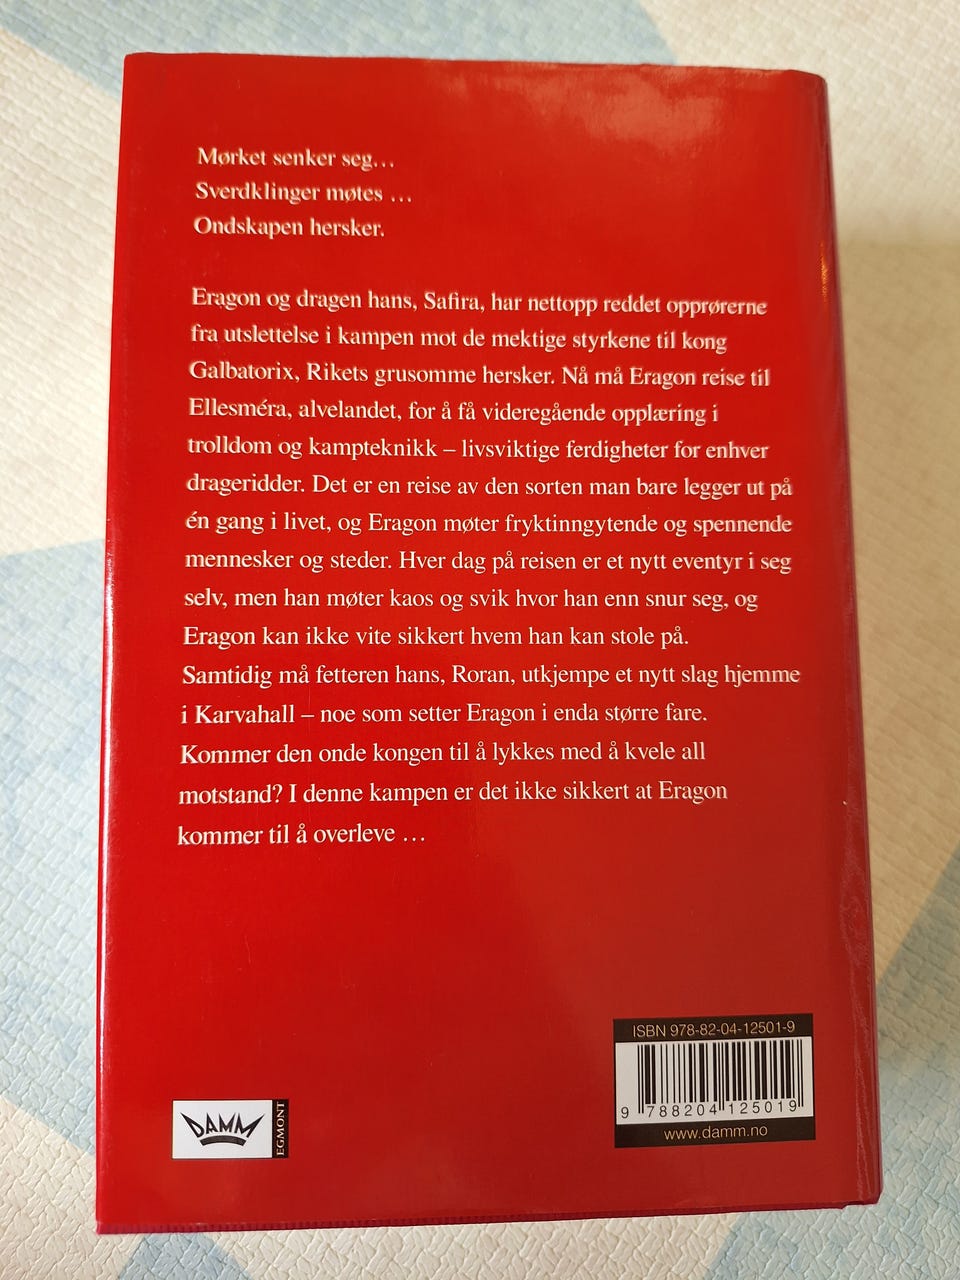 Mørket senker seg…
Sverdklinger møtes …
Ondskapen hersker.
Eragon og dragen hans, Safira, har nettopp reddet opprørerne
fra utslettelse i kampen mot de mektige styrkene til kong
Galbatorix, Rikets grusomme hersker. Nå må Eragon reise til
Ellesméra, alvelandet, for å få videregående opplæring i
trolldom og kampteknikk – livsviktige ferdigheter for enhver
drageridder. Det er en reise av den sorten man bare legger ut på
én gang i livet, og Eragon møter fryktinngytende og spennende
mennesker og steder. Hver dag på reisen er et nytt eventyr i seg
selv, men han møter kaos og svik hvor han enn snur seg, og
Eragon kan ikke vite sikkert hvem han kan stole på.
Samtidig må fetteren hans, Roran, utkjempe et nytt slag hjemme
i Karvahall – noe som setter Eragon i enda større fare.
Kommer den onde kongen til å lykkes med å kvele all
motstand? I denne kampen er det ikke sikkert at Eragon
kommer til å overleve …
ISBN 978-82-04-12501-9
9 788204 125019
www.damm.no
DAMM
EGMONT